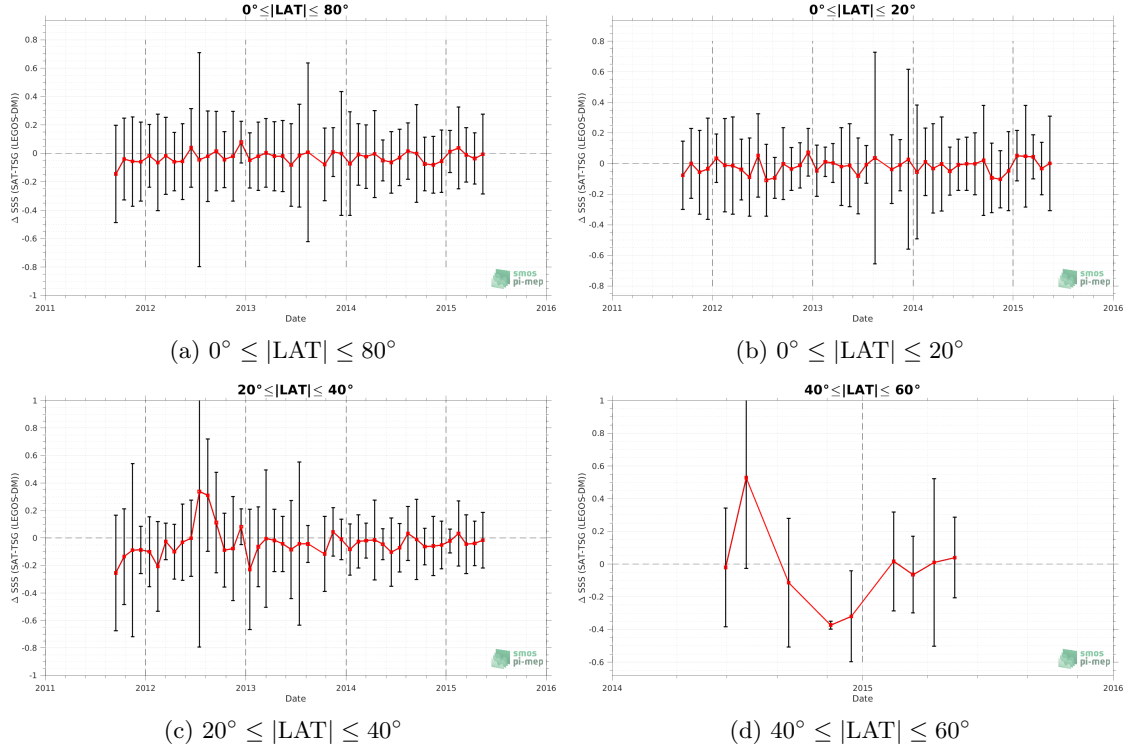 0°≤|LAT|≤ 80°
Δ SSS (SAT-TSG (LEGOS-DM))
0.8
0.6
0.4
0.2
0
-0.2
-0.4
-0.6
-0.8
-1
2011
2012
2013
2014
2015
2016
Date
smos
pi-mep
(a) 0° ≤ |LAT| ≤ 80°
0°≤|LAT|≤ 20°
Δ SSS (SAT-TSG (LEGOS-DM))
0.8
0.6
0.4
0.2
0
-0.2
-0.4
-0.6
-0.8
2011
2012
2013
2014
2015
2016
Date
smos
pi-mep
(b) 0° ≤ |LAT| ≤ 20°
20°≤|LAT|≤ 40°
Δ SSS (SAT-TSG (LEGOS-DM))
1
0.8
0.6
0.4
0.2
0
-0.2
-0.4
-0.6
-0.8
-1
2011
2012
2013
2014
2015
2016
Date
smos
pi-mep
(c) 20° ≤ |LAT| ≤ 40°
40°≤|LAT|≤ 60°
Δ SSS (SAT-TSG (LEGOS-DM))
1
0.8
0.6
0.4
0.2
0
-0.2
-0.4
-0.6
2014
2015
2016
Date
smos
pi-mep
(d) 40° ≤ |LAT| ≤ 60°